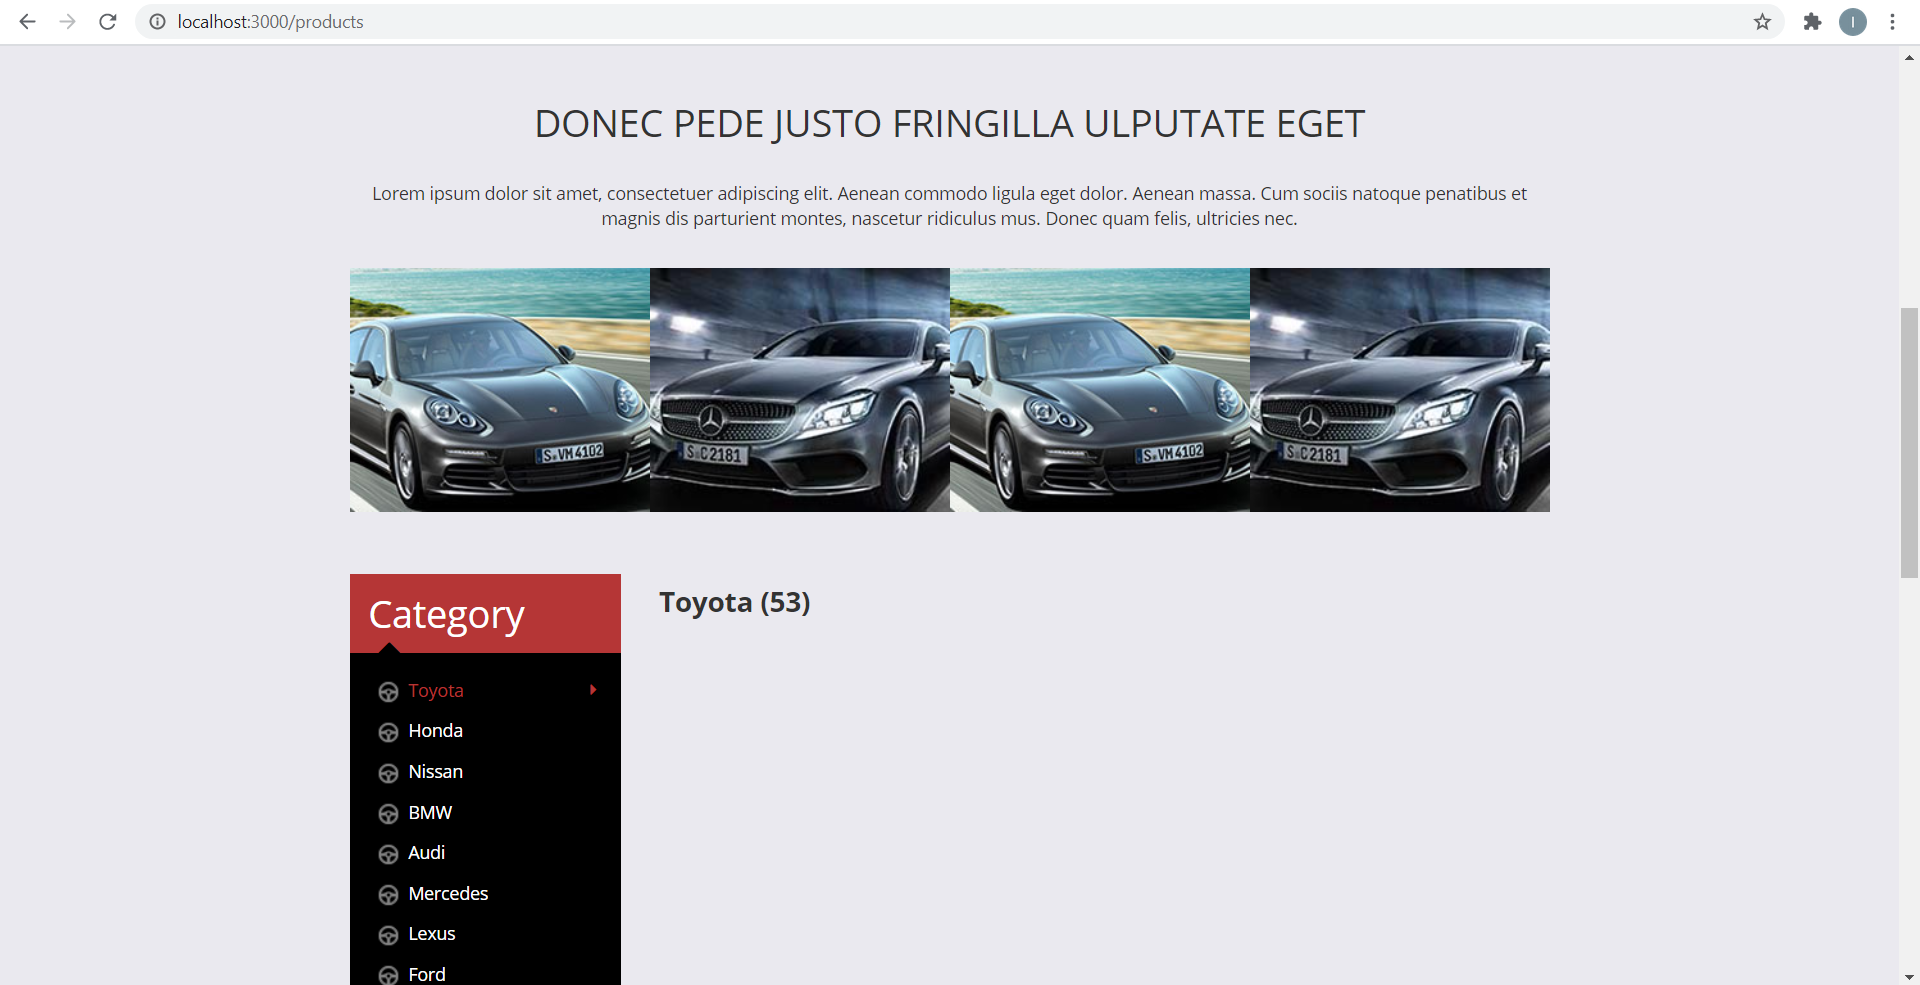 localhost:3000/products
I
DONEC PEDE JUSTO FRINGILLA ULPUTATE EGET
Lorem ipsum dolor sit amet, consectetuer adipiscing elit. Aenean commodo ligula eget dolor. Aenean massa. Cum sociis natoque penatibus et
magnis dis parturient montes, nascetur ridiculus mus. Donec quam felis, ultricies nec.
S VM 4102
S C 2181
S VM 4102
S C 2181
Category
Toyota (53)
Toyota
Honda
Nissan
BMW
Audi
Mercedes
Lexus
Ford